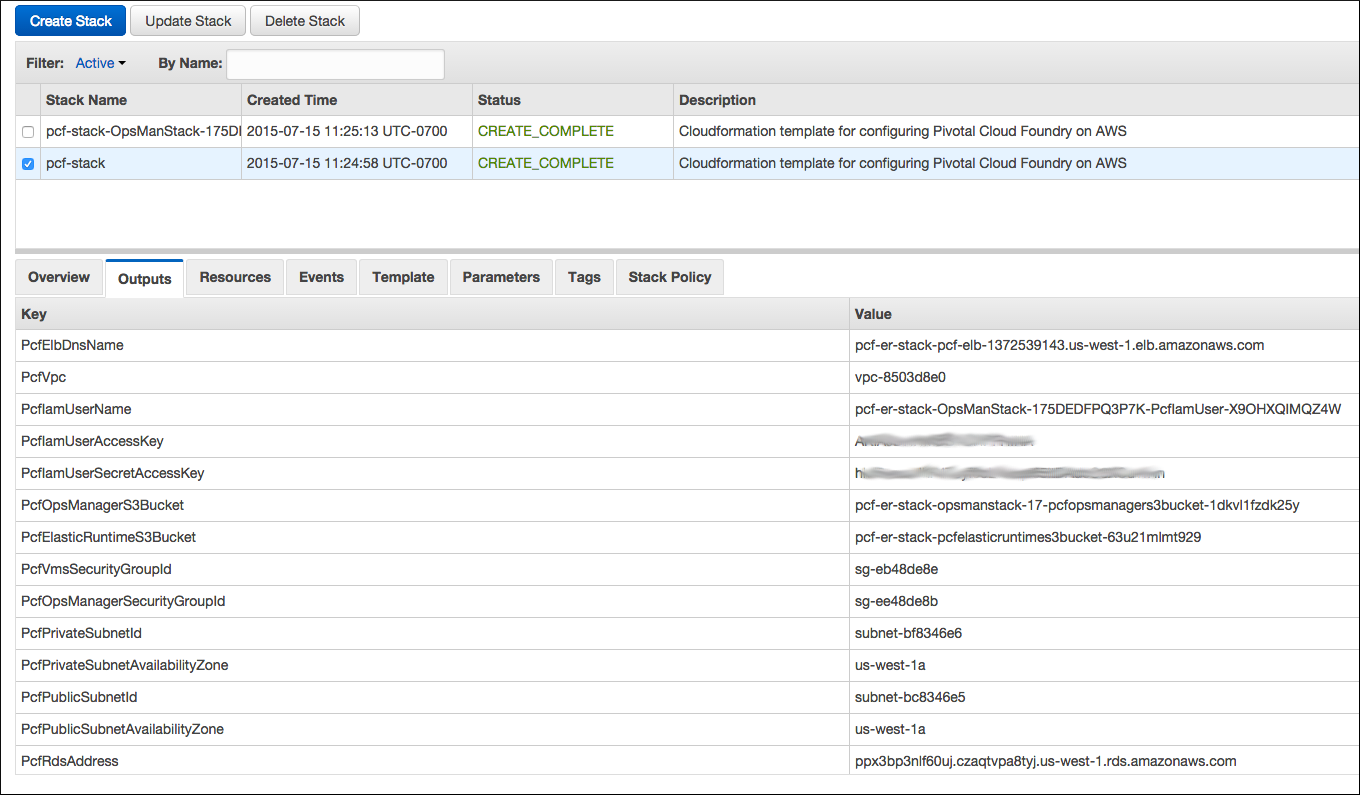 Create Stack Update Stack Delete Stack
Filter: Active By Name:
Stack Name Created Time Status Description
pcf-stack-OpsManStack-175DI 2015-07-15 11:25:13 UTC-0700 CREATE_COMPLETE Cloudformation template for configuring Pivotal Cloud Foundry on AWS
pcf-stack 2015-07-15 11:24:58 UTC-0700 CREATE_COMPLETE Cloudformation template for configuring Pivotal Cloud Foundry on AWS
Overview Outputs Resources Events Template Parameters Tags Stack Policy
Key Value
PcfElbDnsName pcf-er-stack-pcf-elb-1372539143.us-west-1.elb.amazonaws.com
PcfVpc vpc-8503d8e0
PcfIamUserName pcf-er-stack-OpsManStack-175DEDFPQ3P7K-PcfIamUser-X9OHXQIMQZ4W
PcfIamUserAccessKey
PcfIamUserSecretAccessKey
PcfOpsManagerS3Bucket pcf-er-stack-opsmanstack-17-pcfopsmanagers3bucket-1dkvl1fzdk25y
PcfElasticRuntimeS3Bucket pcf-er-stack-pcfelasticruntimes3bucket-63u21mlmt929
PcfVmsSecurityGroupId sg-eb48de8e
PcfOpsManagerSecurityGroupId sg-ee48de8b
PcfPrivateSubnetId subnet-bf8346e6
PcfPrivateSubnetAvailabilityZone us-west-1a
PcfPublicSubnetId subnet-bc8346e5
PcfPublicSubnetAvailabilityZone us-west-1a
PcfRdsAddress ppx3bp3nlf60uj.czaqtvpa8tyj.us-west-1.rds.amazonaws.com